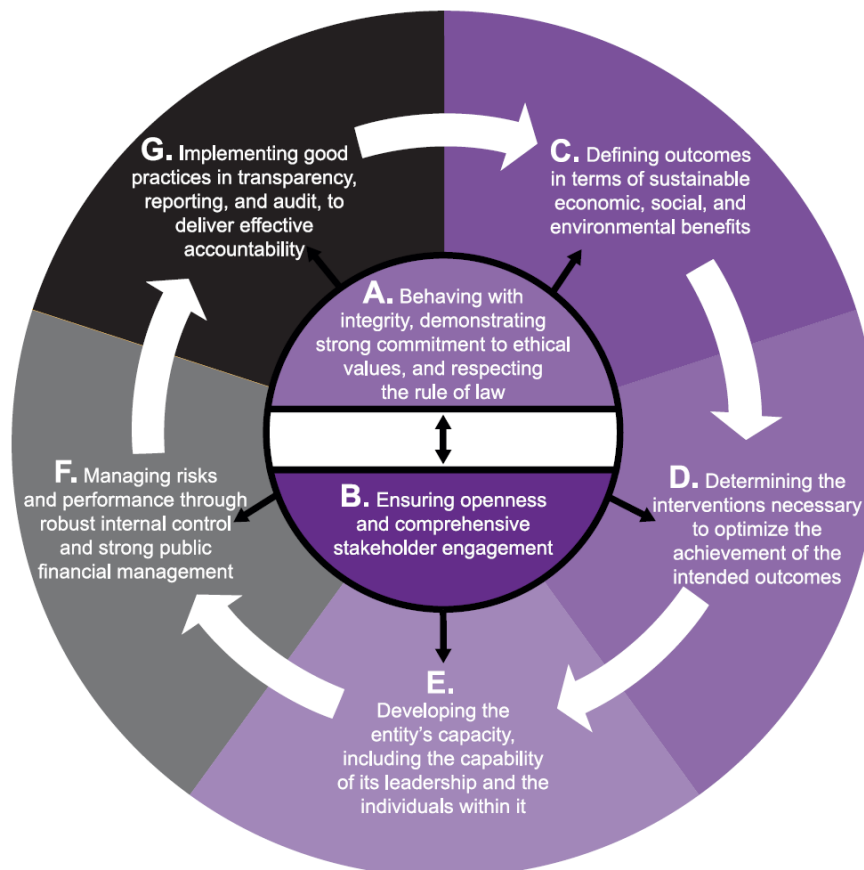 A. Behaving with
integrity, demonstrating
strong commitment to ethical
values, and respecting
the rule of law
B. Ensuring openness
and comprehensive
stakeholder engagement
C. Defining outcomes
in terms of sustainable
economic, social, and
environmental benefits
D. Determining the
interventions necessary
to optimize the
achievement of the
intended outcomes
E.
Developing the
entity’s capacity,
including the capability
of its leadership and the
individuals within it
F. Managing risks
and performance through
robust internal control
and strong public
financial management
G. Implementing good
practices in transparency,
reporting, and audit, to
deliver effective
accountability